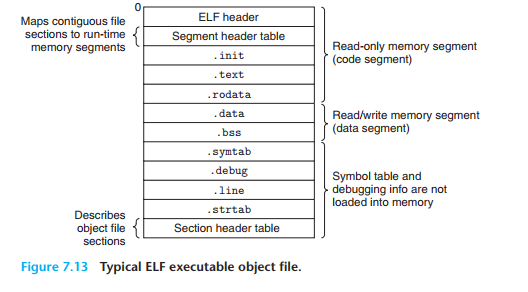 0
Maps contiguous file
sections to run-time
memory segments
ELF header
Segment header table
.init
.text
.rodata
.data
.bss
.symtab
.debug
.line
.strtab
Section header table
Describes
object file
sections
Read-only memory segment
(code segment)
Read/write memory segment
(data segment)
Symbol table and
debugging info are not
loaded into memory
Figure 7.13 Typical ELF executable object file.